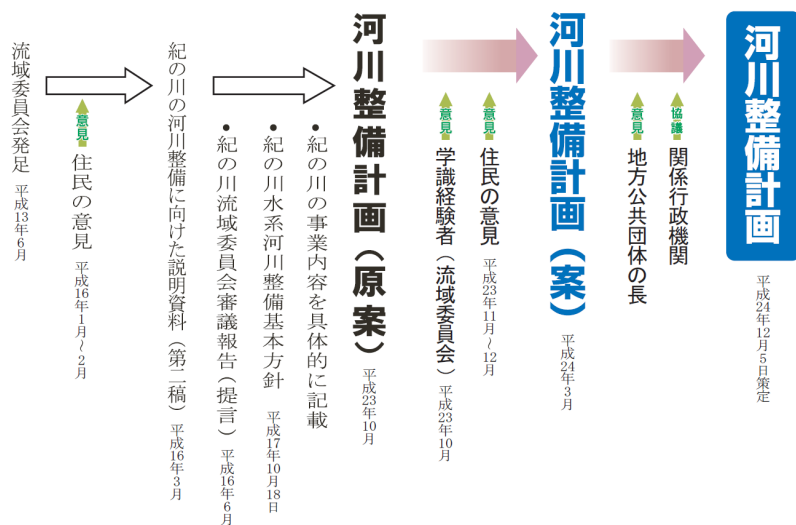 流域委員会発足 平成13年6月
意見
住民の意見 平成16年1月～2月
紀の川の河川整備に向けた説明資料（第二稿） 平成16年3月
・紀の川流域委員会審議報告（提言） 平成16年6月
・紀の川水系河川整備基本方針 平成17年10月18日
・紀の川の事業内容を具体的に記載
河川整備計画（原案） 平成23年10月
意見
学識経験者（流域委員会） 平成23年10月
意見
住民の意見 平成23年11月～12月
河川整備計画（案） 平成24年3月
意見
地方公共団体の長
協議
関係行政機関
河川整備計画
平成24年12月5日策定